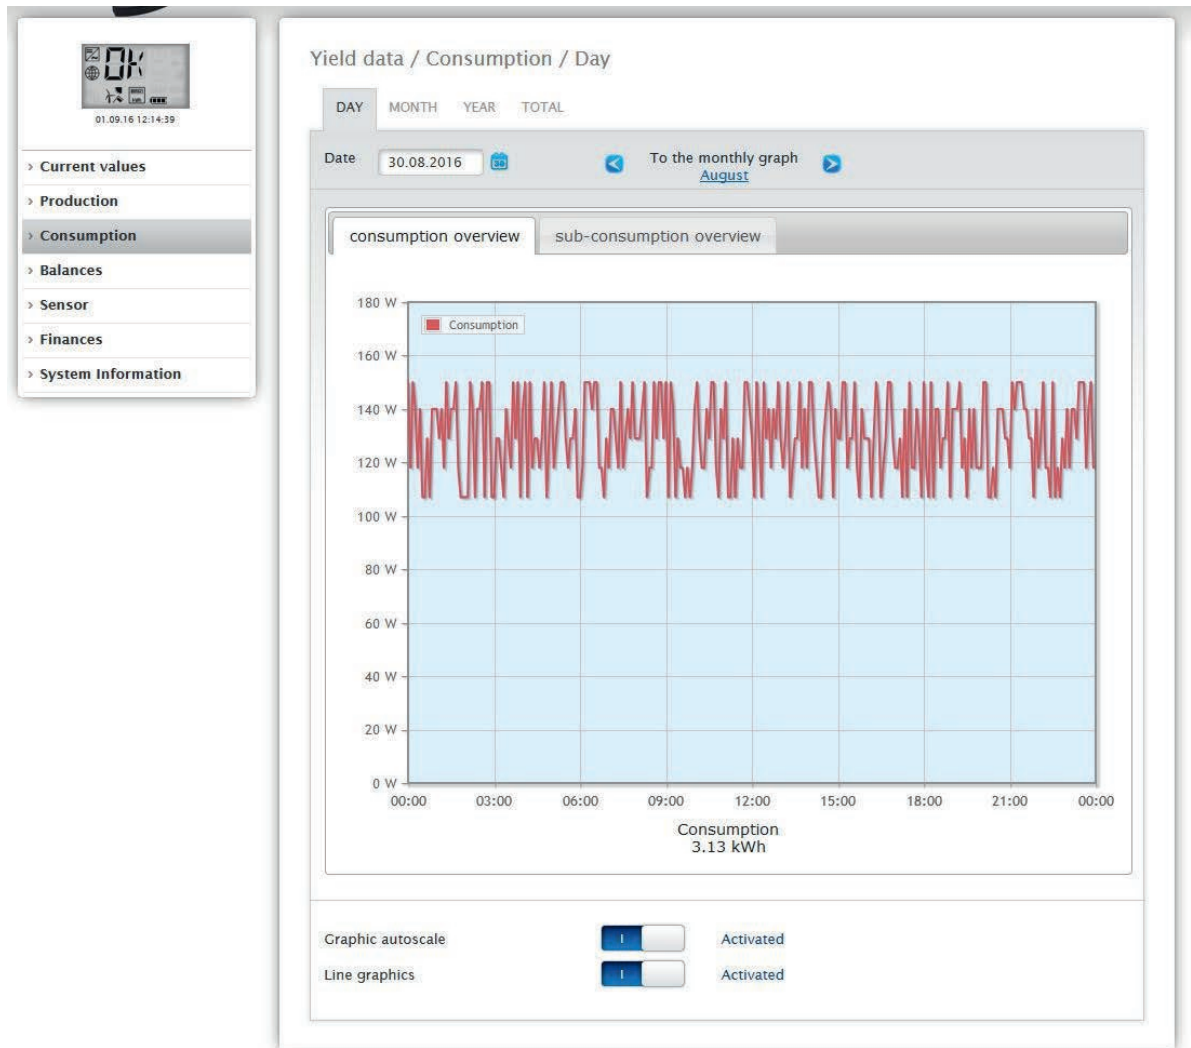 OK
01.09.16 12:14:39
› Current values
› Production
› Consumption
› Balances
› Sensor
› Finances
› System Information
Yield data / Consumption / Day
DAY MONTH YEAR TOTAL
Date 30.08.2016 To the monthly graph
August
consumption overview sub-consumption overview
180 W
Consumption
160 W
140 W
120 W
100 W
80 W
60 W
40 W
20 W
0 W
00:00 03:00 06:00 09:00 12:00 15:00 18:00 21:00 00:00
Consumption
3.13 kWh
Graphic autoscale I Activated
Line graphics I Activated